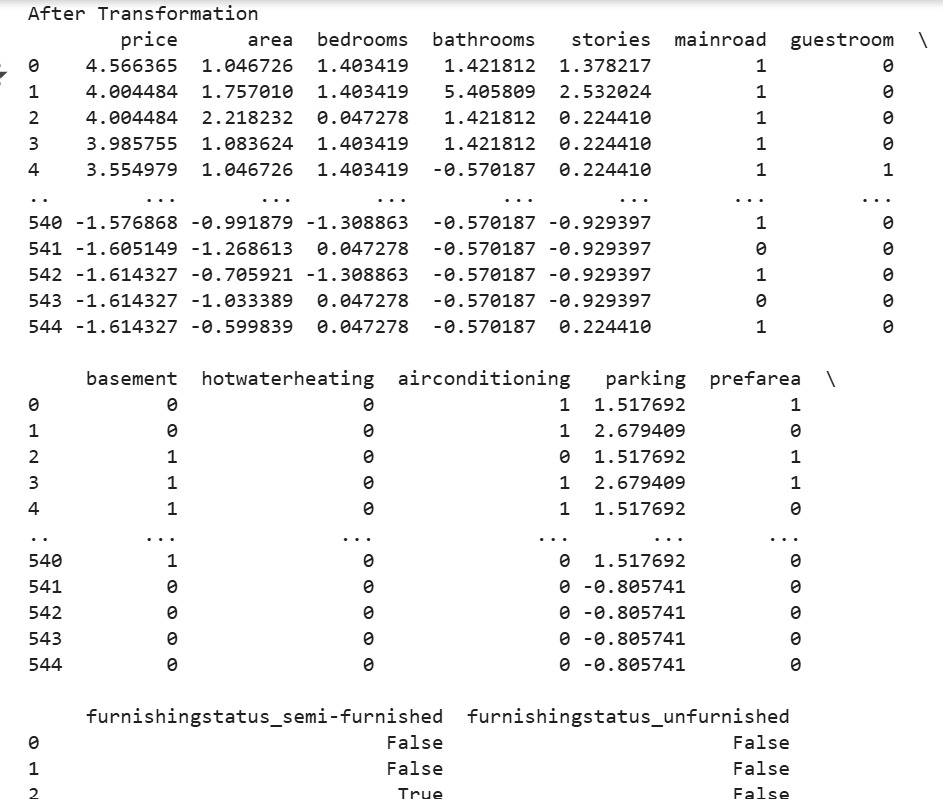 After Transformation
price area bedrooms bathrooms stories mainroad guestroom \
0 4.566365 1.046726 1.403419 1.421812 1.378217 1 0
1 4.004484 1.757010 1.403419 5.405809 2.532024 1 0
2 4.004484 2.218232 0.047278 1.421812 0.224410 1 0
3 3.985755 1.083624 1.403419 1.421812 0.224410 1 0
4 3.554979 1.046726 1.403419 -0.570187 0.224410 1 1
.. ... ... ... ... ... ... ...
540 -1.576868 -0.991879 -1.308863 -0.570187 -0.929397 1 0
541 -1.605149 -1.268613 0.047278 -0.570187 -0.929397 0 0
542 -1.614327 -0.705921 -1.308863 -0.570187 -0.929397 1 0
543 -1.614327 -1.033389 0.047278 -0.570187 -0.929397 0 0
544 -1.614327 -0.599839 0.047278 -0.570187 0.224410 1 0
basement hotwaterheating airconditioning parking prefarea \
0 0 0 1 1.517692 1
1 0 0 1 2.679409 0
2 1 0 0 1.517692 1
3 1 0 1 2.679409 1
4 1 0 1 1.517692 0
.. ... ... ... ... ...
540 1 0 0 1.517692 0
541 0 0 0 -0.805741 0
542 0 0 0 -0.805741 0
543 0 0 0 -0.805741 0
544 0 0 0 -0.805741 0
furnishingstatus_semi-furnished furnishingstatus_unfurnished
0 False False
1 False False
2 True False